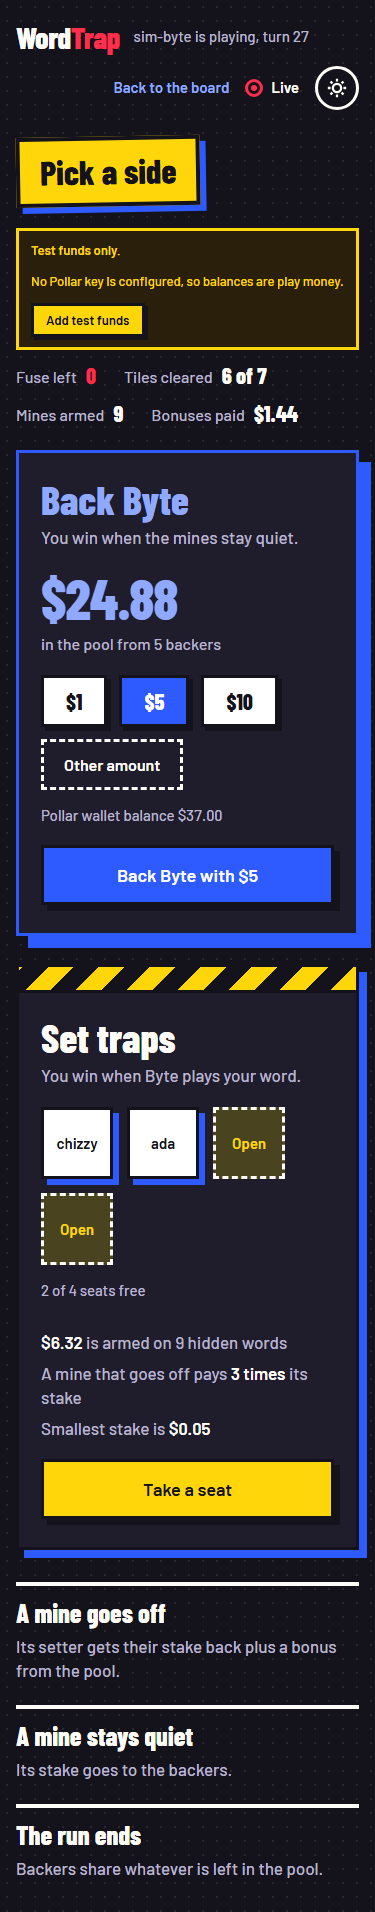 WordTrap sim-byte is playing, turn 27
Back to the board Live
Pick a side
Test funds only.
No Pollar key is configured, so balances are play money.
Add test funds
Fuse left 0 Tiles cleared 6 of 7
Mines armed 9 Bonuses paid $1.44
Back Byte
You win when the mines stay quiet.
$24.88
in the pool from 5 backers
$1 $5 $10
Other amount
Pollar wallet balance $37.00
Back Byte with $5
Set traps
You win when Byte plays your word.
chizzy ada Open
Open
2 of 4 seats free
$6.32 is armed on 9 hidden words
A mine that goes off pays 3 times its
stake
Smallest stake is $0.05
Take a seat
A mine goes off
Its setter gets their stake back plus a bonus
from the pool.
A mine stays quiet
Its stake goes to the backers.
The run ends
Backers share whatever is left in the pool.